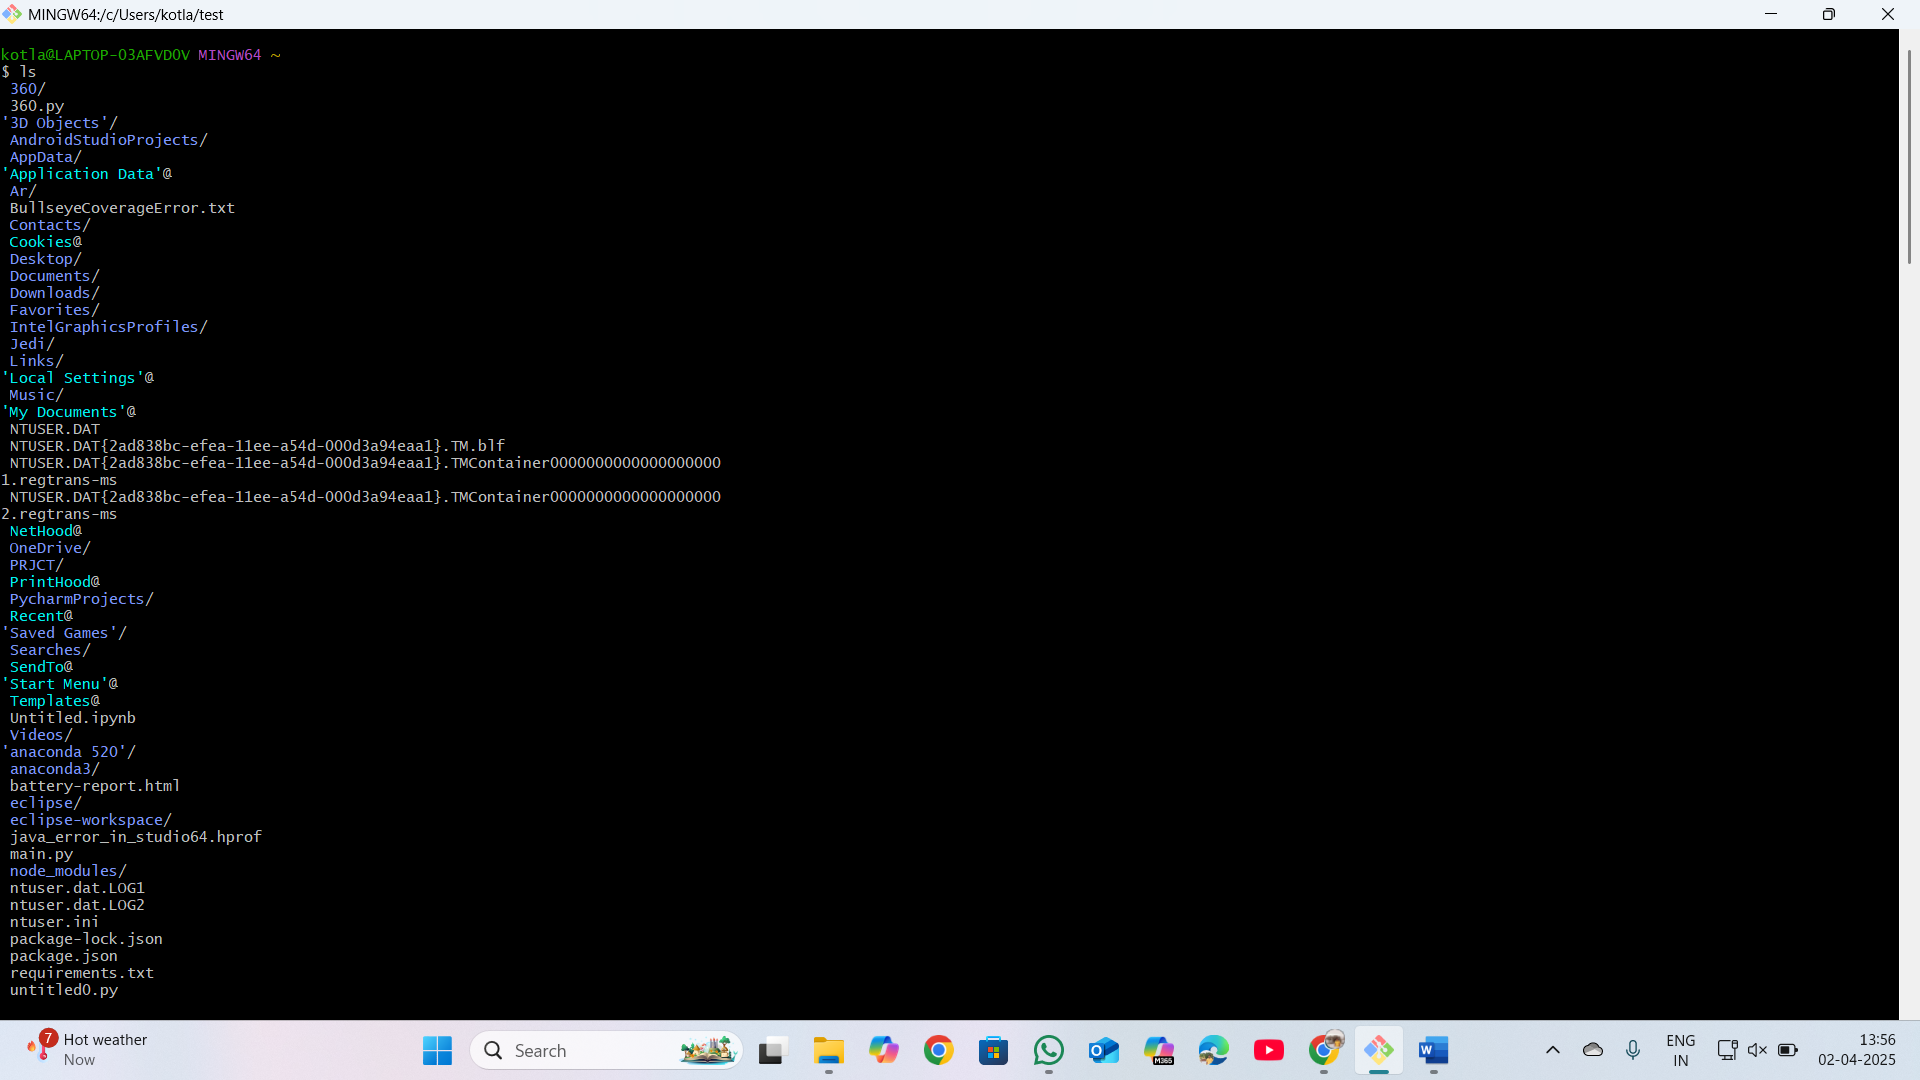 MINGW64:/c/Users/kotla/test
kotla@LAPTOP-03AFVD0V MINGW64 ~
$ ls
360/
360.py
'3D Objects'/
AndroidStudioProjects/
AppData/
'Application Data'@
Ar/
BullseyeCoverageError.txt
Contacts/
Cookies@
Desktop/
Documents/
Downloads/
Favorites/
IntelGraphicsProfiles/
Jedi/
Links/
'Local Settings'@
Music/
'My Documents'@
NTUSER.DAT
NTUSER.DAT{2ad838bc-efea-11ee-a54d-000d3a94eaa1}.TM.blf
NTUSER.DAT{2ad838bc-efea-11ee-a54d-000d3a94eaa1}.TMContainer0000000000000000000
1.regtrans-ms
NTUSER.DAT{2ad838bc-efea-11ee-a54d-000d3a94eaa1}.TMContainer0000000000000000000
2.regtrans-ms
NetHood@
OneDrive/
PRJCT/
PrintHood@
PycharmProjects/
Recent@
'Saved Games'/
Searches/
SendTo@
'Start Menu'@
Templates@
Untitled.ipynb
Videos/
'anaconda 520'/
anaconda3/
battery-report.html
eclipse/
eclipse-workspace/
java_error_in_studio64.hprof
main.py
node_modules/
ntuser.dat.LOG1
ntuser.dat.LOG2
ntuser.ini
package-lock.json
package.json
requirements.txt
untitled0.py
7
Hot weather
Now
Search
M365
ENG
IN
13:56
02-04-2025